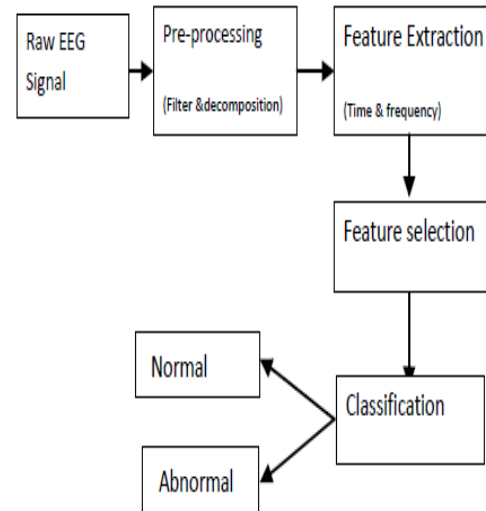 Raw EEG
Signal
Pre-processing
(Filter &decomposition)
Feature Extraction
(Time & frequency)
Feature selection
Classification
Normal
Abnormal